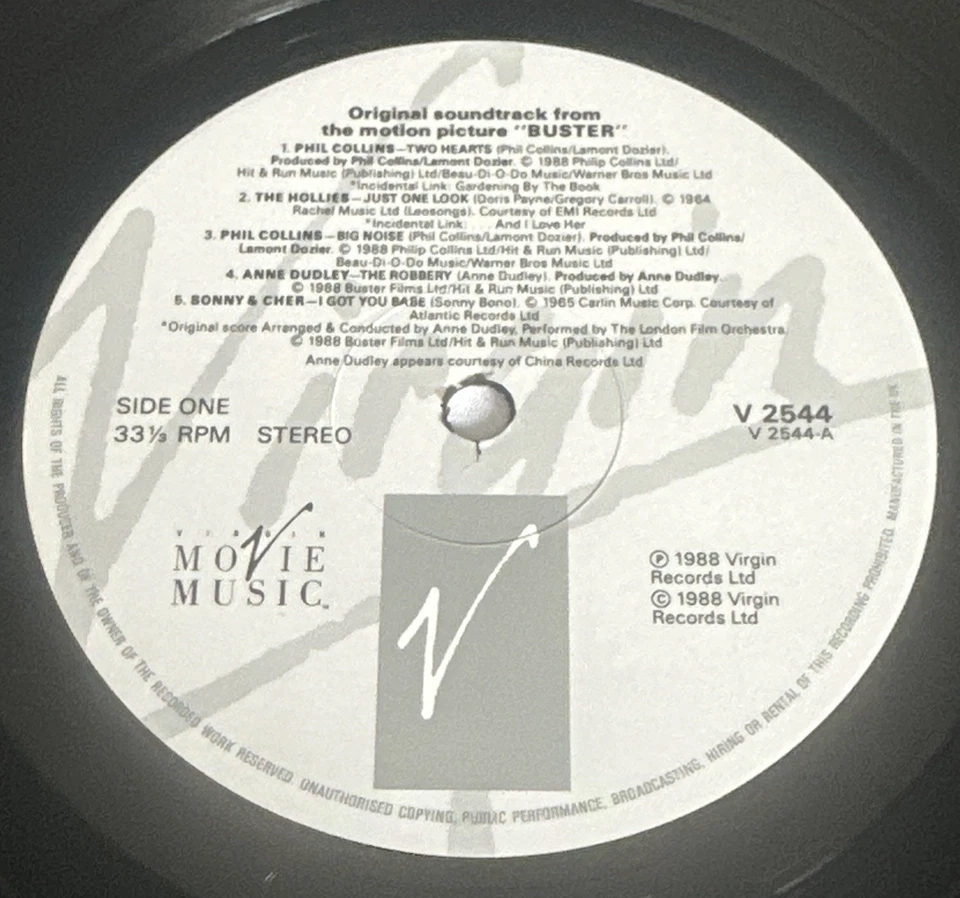 Original soundtrack from
the motion picture "BUSTER"
1. PHIL COLLINS—TWO HEARTS (Phil Collins/Lamont Dozier).
Produced by Phil Collins/Lamont Dozier. © 1988 Philip Collins Ltd/
Hit & Run Music (Publishing) Ltd/Beau-Di-O-Do Music/Warner Bros Music Ltd
*Incidental Link: Gardening By The Book
2. THE HOLLIES—JUST ONE LOOK (Doris Payne/Gregory Carroll). © 1964
Rachel Music Ltd (Leosongs). Courtesy of EMI Records Ltd
*Incidental Link: . . . And I Love Her
3. PHIL COLLINS—BIG NOISE (Phil Collins/Lamont Dozier). Produced by Phil Collins/
Lamont Dozier. © 1988 Philip Collins Ltd/Hit & Run Music (Publishing) Ltd/
Beau-Di-O-Do Music/Warner Bros Music Ltd
4. ANNE DUDLEY—THE ROBBERY (Anne Dudley). Produced by Anne Dudley.
© 1988 Buster Films Ltd/Hit & Run Music (Publishing) Ltd
5. SONNY & CHER—I GOT YOU BABE (Sonny Bono). © 1965 Carlin Music Corp. Courtesy of
Atlantic Records Ltd
*Original score Arranged & Conducted by Anne Dudley, Performed by The London Film Orchestra.
© 1988 Buster Films Ltd/Hit & Run Music (Publishing) Ltd
Anne Dudley appears courtesy of China Records Ltd
SIDE ONE
33⅓ RPM STEREO
V 2544
V 2544-A
Virgin
VIRGIN
MOVIE
MUSIC™
V
℗ 1988 Virgin
Records Ltd
© 1988 Virgin
Records Ltd
ALL RIGHTS OF THE PRODUCER AND OF THE OWNER OF THE RECORDED WORK RESERVED. UNAUTHORISED COPYING, PUBLIC PERFORMANCE, BROADCASTING, HIRING OR RENTAL OF THIS RECORDING PROHIBITED. MANUFACTURED IN THE UK